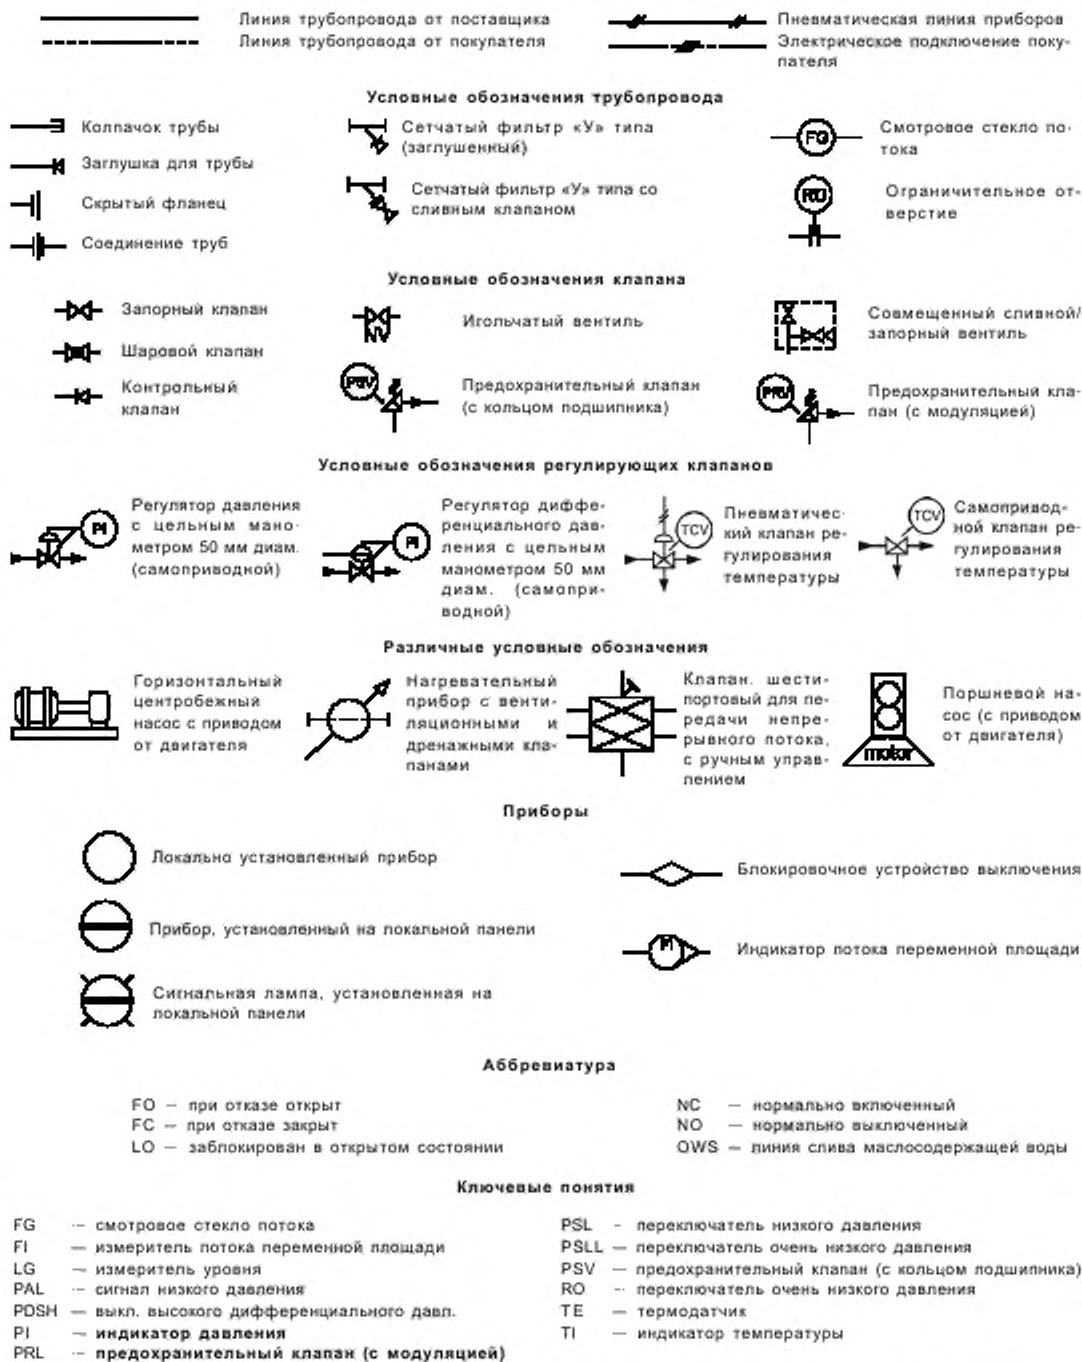 Линия трубопровода от поставщика
Линия трубопровода от покупателя
Пневматическая линия приборов
Электрическое подключение поку-
пателя
Условные обозначения трубопровода
Колпачок трубы
Заглушка для трубы
Скрытый фланец
Соединение труб
Сетчатый фильтр «У» типа
(заглушенный)
Сетчатый фильтр «У» типа со
сливным клапаном
FG
Смотровое стекло по-
тока
RO
Ограничительное от-
верстие
Условные обозначения клапана
Запорный клапан
Шаровой клапан
Контрольный
клапан
Игольчатый вентиль
NV
PSV
Предохранительный клапан
(с кольцом подшипника)
Совмещенный сливной/
запорный вентиль
PRV
Предохранительный кла-
пан (с модуляцией)
Условные обозначения регулирующих клапанов
PI
Регулятор давления
с цельным мано-
метром 50 мм диам.
(самоприводной)
PI
Регулятор диффе-
ренциального дав-
ления с цельным
манометром 50 мм
диам. (самопри-
водной)
TCV
Пневматичес-
кий клапан ре-
гулирования
температуры
TCV
Самопривод-
ной клапан ре-
гулирования
температуры
Различные условные обозначения
Горизонтальный
центробежный
насос с приводом
от двигателя
Нагревательный
прибор с венти-
ляционными и
дренажными кла-
панами
Клапан. шести-
портовый для пе-
редачи непре-
рывного потока,
с ручным управ-
лением
motor
Поршневой на-
сос (с приводом
от двигателя)
Приборы
Локально установленный прибор
Прибор, установленный на локальной панели
Сигнальная лампа, установленная на
локальной панели
Блокировочное устройство выключения
FI
Индикатор потока переменной площади
Аббревиатура
FO — при отказе открыт
FC — при отказе закрыт
LO — заблокирован в открытом состоянии
NC — нормально включенный
NO — нормально выключенный
OWS — линия слива маслосодержащей воды
Ключевые понятия
FG — смотровое стекло потока
FI — измеритель потока переменной площади
LG — измеритель уровня
PAL — сигнал низкого давления
PDSH — выкл. высокого дифференциального давл.
PI — индикатор давления
PRL — предохранительный клапан (с модуляцией)
PSL - переключатель низкого давления
PSLL — переключатель очень низкого давления
PSV — предохранительный клапан (с кольцом подшипника)
RO — переключатель очень низкого давления
TE — термодатчик
TI — индикатор температуры